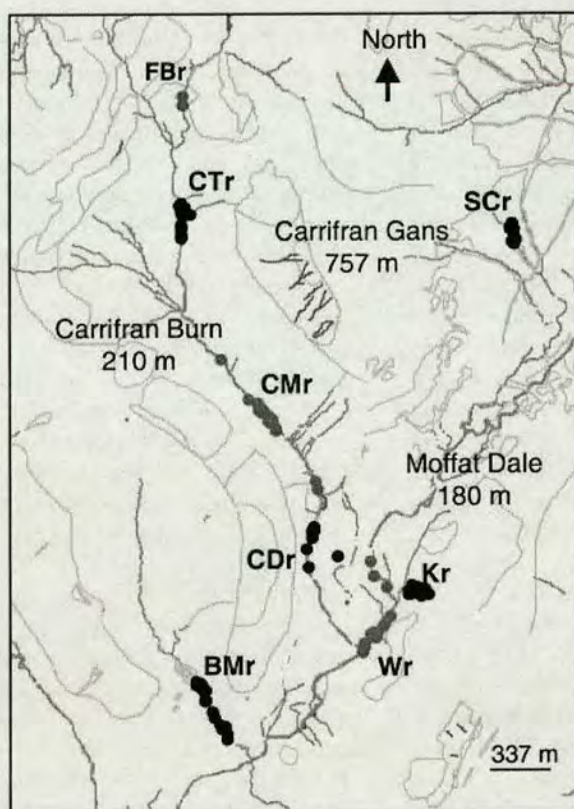 North
FBr
CTr
SCr
Carrifran Gans
757 m
Carrifran Burn
210 m
CMr
Moffat Dale
180 m
CDr
Kr
Wr
BMr
337 m